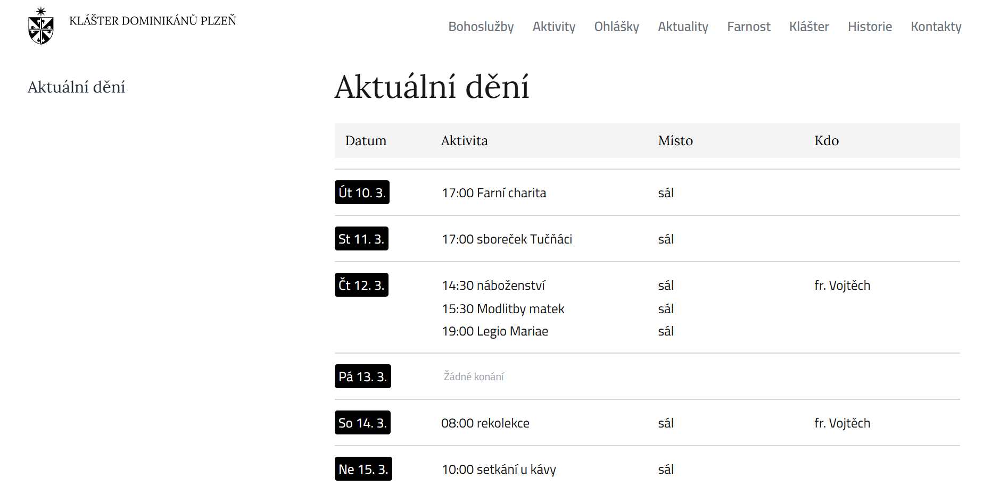 KLÁŠTER DOMINIKÁNŮ PLZEŇ
Bohoslužby Aktivity Ohlášky Aktuality Farnost Klášter Historie Kontakty
Aktuální dění
Aktuální dění
Datum Aktivita Místo Kdo
Út 10. 3. 17:00 Farní charita sál
St 11. 3. 17:00 sboreček Tučňáci sál
Čt 12. 3. 14:30 náboženství sál fr. Vojtěch
15:30 Modlitby matek sál
19:00 Legio Mariae sál
Pá 13. 3. Žádné konání
So 14. 3. 08:00 rekolekce sál fr. Vojtěch
Ne 15. 3. 10:00 setkání u kávy sál